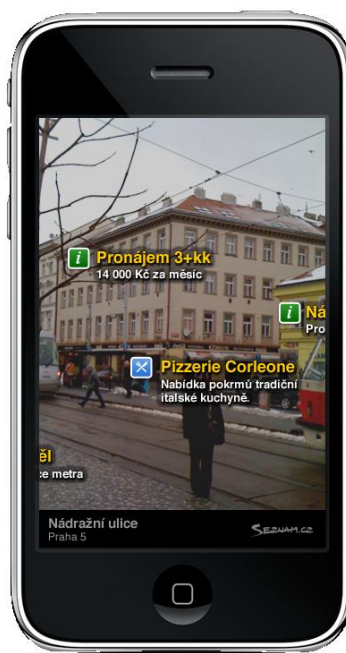 Pronájem 3+kk
14 000 Kč za měsíc
Ná
Pro
Pizzerie Corleone
Nabídka pokrmů tradiční
italské kuchyně.
ěl
ce metra
Nádražní ulice
Praha 5
SEZNAM.CZ